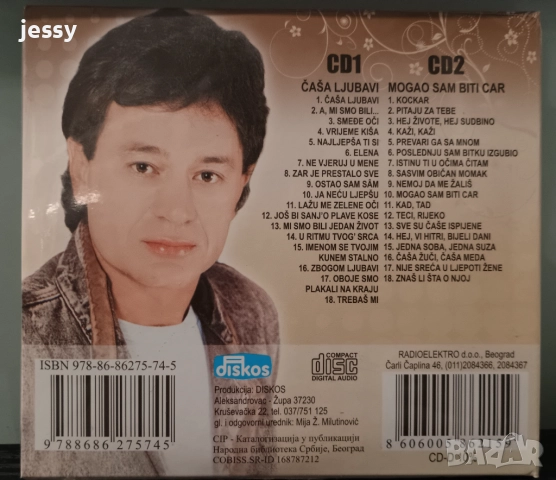 jessy
CD1
ČAŠA LJUBAVI
1. ČAŠA LJUBAVI
2. A, MI SMO BILI...
3. SMEĐE OČI
4. VRIJEME KIŠA
5. NAJLJEPŠA TI SI
6. ELENA
7. NE VJERUJ U MENE
8. ZAR JE PRESTALO SVE
9. OSTAO SAM SÂM
10. JA NEĆU LJEPŠU
11. LAŽU ME ZELENE OČI
12. JOŠ BI SANJ'O PLAVE KOSE
13. MI SMO BILI JEDAN ŽIVOT
14. U RITMU TVOG' SRCA
15. IMENOM SE TVOJIM
KUNEM STALNO
16. ZBOGOM LJUBAVI
17. OBOJE SMO
PLAKALI NA KRAJU
18. TREBAŠ MI
CD2
MOGAO SAM BITI CAR
1. KOCKAR
2. PITAJU ZA TEBE
3. HEJ ŽIVOTE, HEJ SUDBINO
4. KAŽI, KAŽI
5. PREVARI GA SA MNOM
6. POSLEDNJU SAM BITKU IZGUBIO
7. ISTINU TI U OČIMA ČITAM
8. SASVIM OBIČAN MOMAK
9. NEMOJ DA ME ŽALIŠ
10. MOGAO SAM BITI CAR
11. KAD, TAD
12. TECI, RIJEKO
13. SVE SU ČAŠE ISPIJENE
14. HEJ, VI HITRI, BIJELI DANI
15. JEDNA SOBA, JEDNA SUZA
16. ČAŠA ŽUČI, ČAŠA MEDA
17. NIJE SREĆA U LJEPOTI ŽENE
18. ZNAŠ LI ŠTA O NJOJ
ISBN 978-86-86275-74-5
9788686 275745
diskos
COMPACT
disc
DIGITAL AUDIO
Produkcija: DISKOS
Aleksandrovac - Župa 37230
Kruševačka 22, tel. 037/751 125
gl. i odgovorni urednik: Mija Ž. Milutinović
CIP - Каталогизација у публикацији
Народна библиотека Србије, Београд
COBISS.SR-ID 168787212
RADIOELEKTRO d.o.o., Beograd
Čarli Čaplina 46, (011)2084366, 2084367
BAZAR
bg